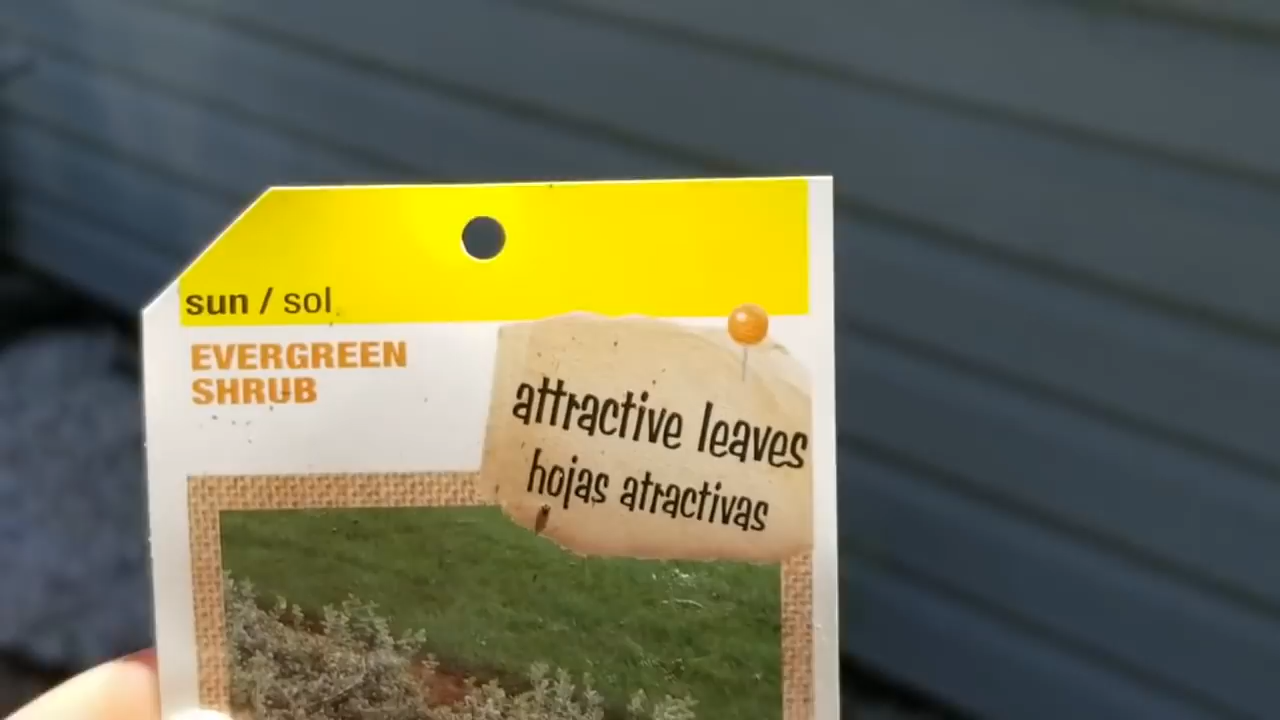 sun / sol
EVERGREEN
SHRUB
attractive leaves
hojas atractivas